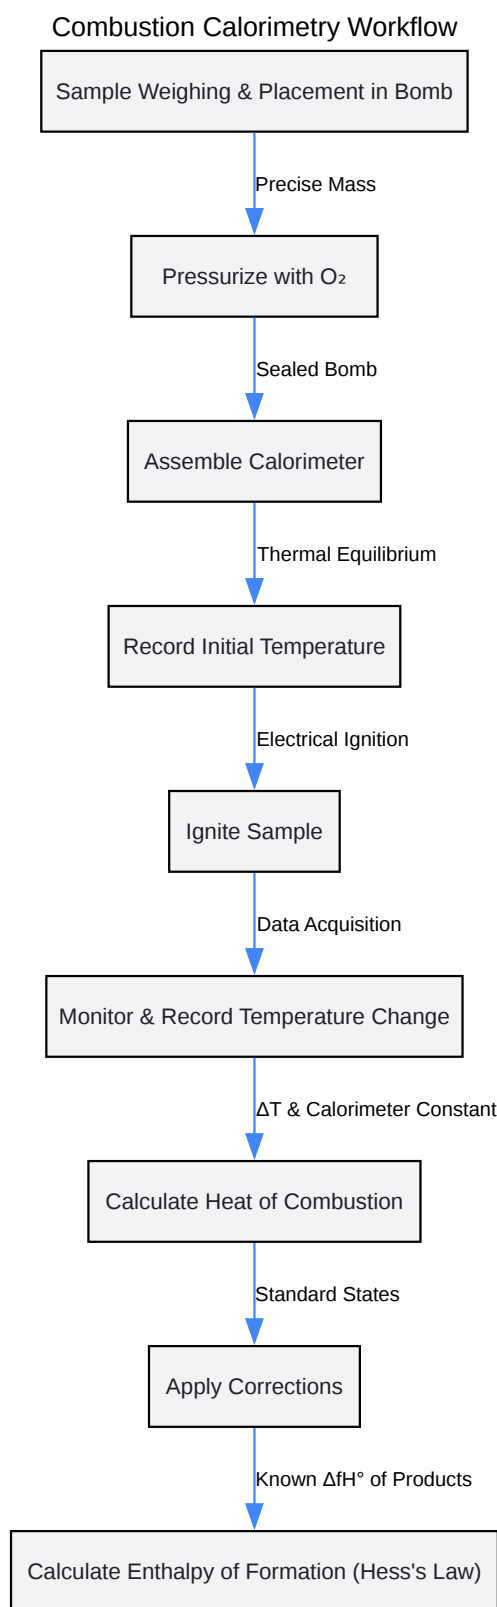 Combustion Calorimetry Workflow
Sample Weighing & Placement in Bomb
Precise Mass
Pressurize with O₂
Sealed Bomb
Assemble Calorimeter
Thermal Equilibrium
Record Initial Temperature
Electrical Ignition
Ignite Sample
Data Acquisition
Monitor & Record Temperature Change
ΔT & Calorimeter Constant
Calculate Heat of Combustion
Standard States
Apply Corrections
Known ΔfH° of Products
Calculate Enthalpy of Formation (Hess's Law)